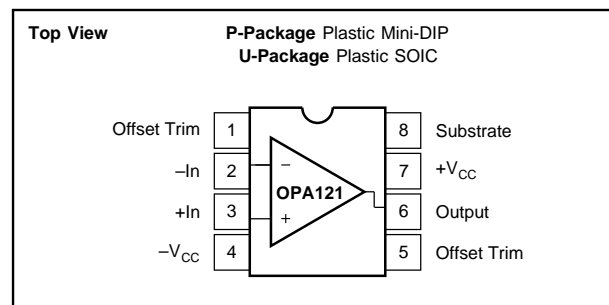 Top View
P-Package Plastic Mini-DIP
U-Package Plastic SOIC
Offset Trim 1 8 Substrate
–In 2 – 7 +VCC
OPA121
+In 3 + 6 Output
–VCC 4 5 Offset Trim